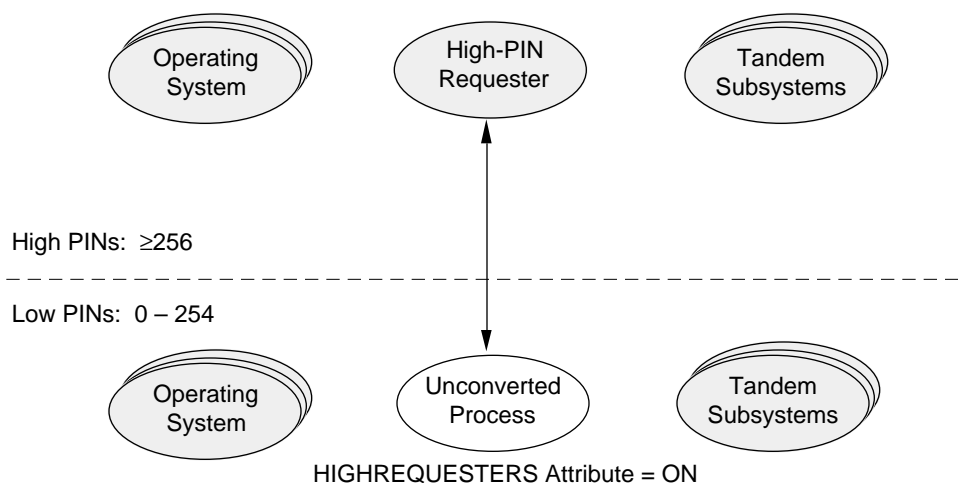 Operating
System
High-PIN
Requester
Tandem
Subsystems
High PINs: ≥256
Low PINs: 0 – 254
Operating
System
Unconverted
Process
Tandem
Subsystems
HIGHREQUESTERS Attribute = ON